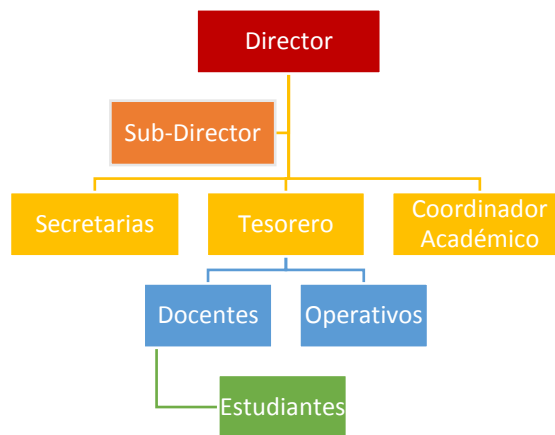 Director
Sub-Director
Secretarias
Tesorero
Coordinador
Académico
Docentes
Operativos
Estudiantes